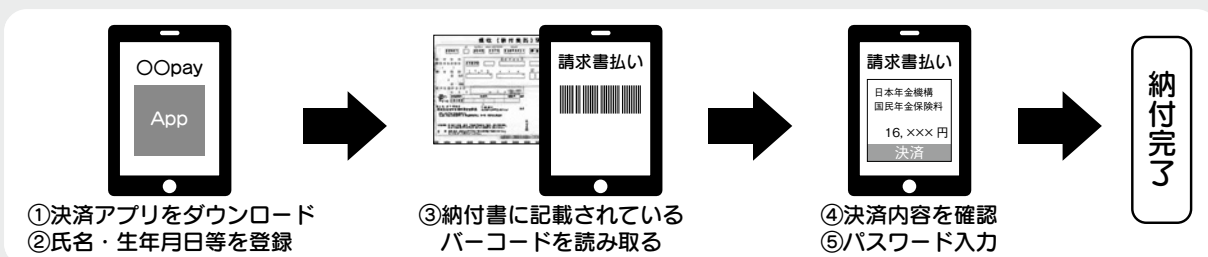 〇〇pay
App
①決済アプリをダウンロード
②氏名・生年月日等を登録
請求書払い
③納付書に記載されている
バーコードを読み取る
請求書払い
日本年金機構
国民年金保険料
16,×××円
決済
④決済内容を確認
⑤パスワード入力
納付完了